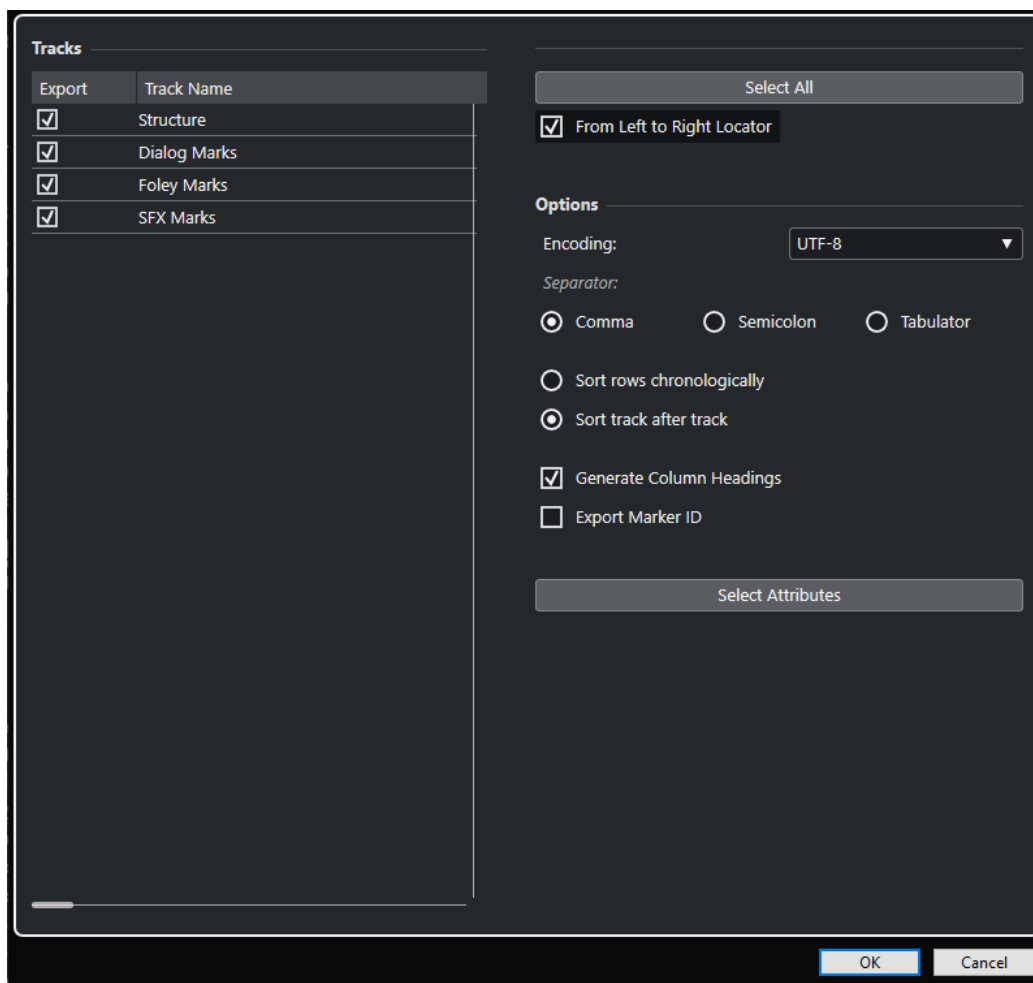 Tracks
Export Track Name
Structure
Dialog Marks
Foley Marks
SFX Marks
Select All
From Left to Right Locator
Options
Encoding: UTF-8
Separator:
Comma Semicolon Tabulator
Sort rows chronologically
Sort track after track
Generate Column Headings
Export Marker ID
Select Attributes
OK Cancel